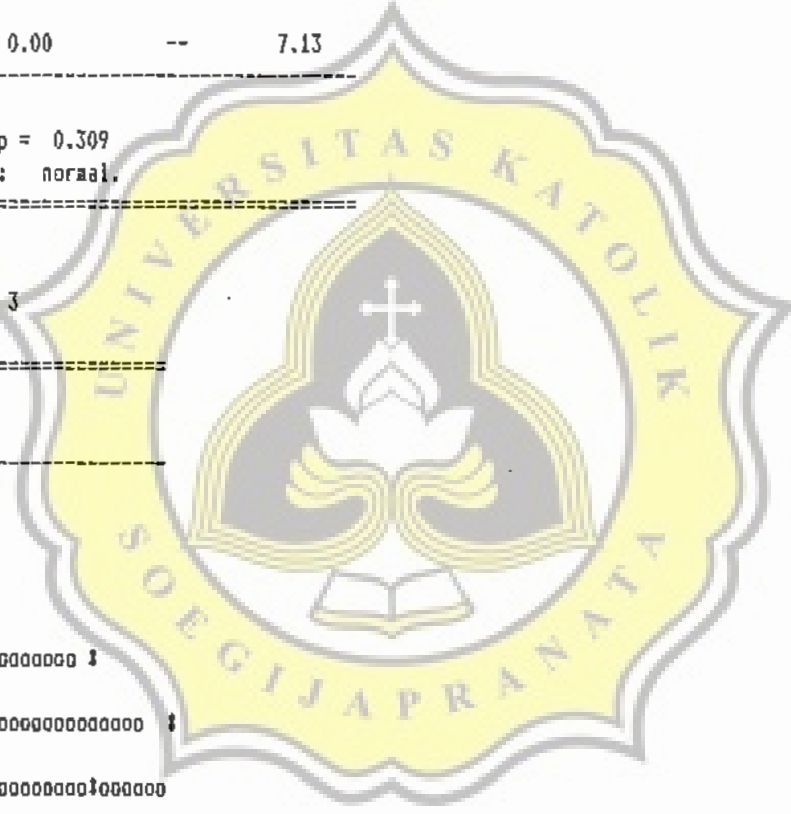 0.00 -- 7.13
-----------------------------------
p = 0.309
: normal.
===================================
3
================
----------------
UNIVERSITAS KATOLIK
SOEGIJAPRANATA